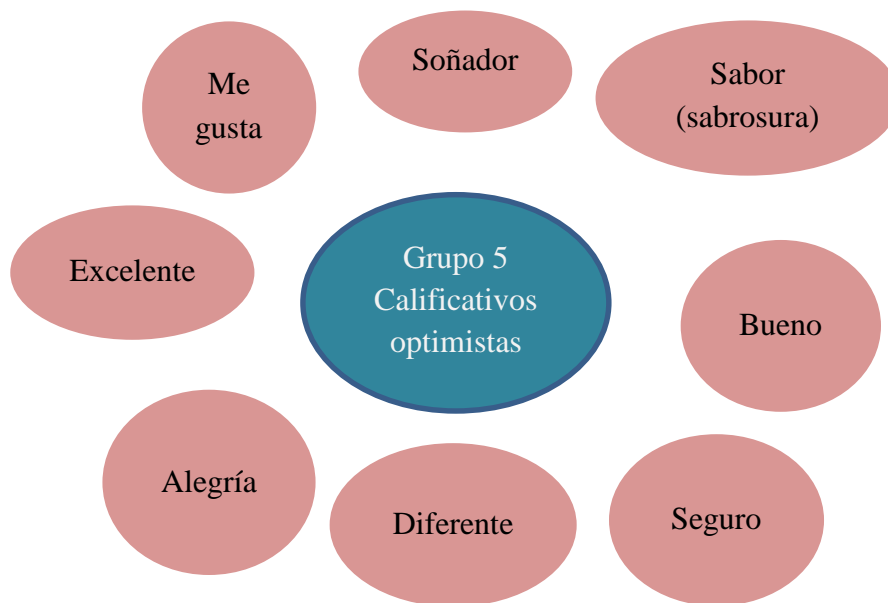 Me
gusta
Soñador
Sabor
(sabrosura)
Excelente
Grupo 5
Calificativos
optimistas
Bueno
Alegría
Diferente
Seguro